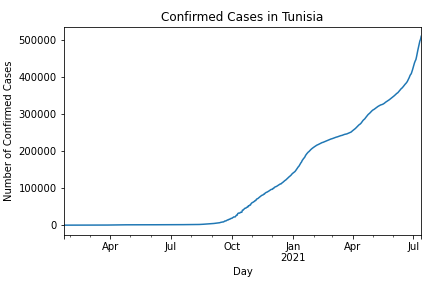 Confirmed Cases in Tunisia
Number of Confirmed Cases
500000
400000
300000
200000
100000
0
Apr Jul Oct Jan Apr Jul
2021
Day